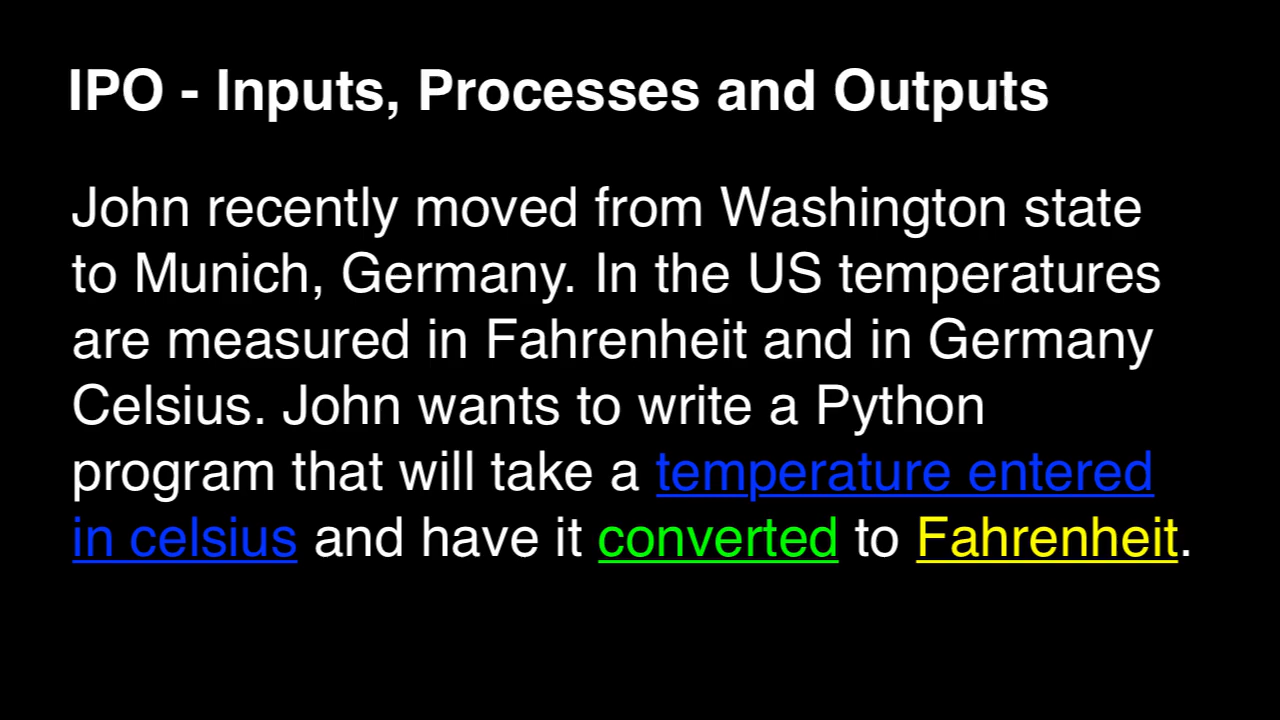 IPO - Inputs, Processes and Outputs
John recently moved from Washington state
to Munich, Germany. In the US temperatures
are measured in Fahrenheit and in Germany
Celsius. John wants to write a Python
program that will take a temperature entered
in celsius and have it converted to Fahrenheit.